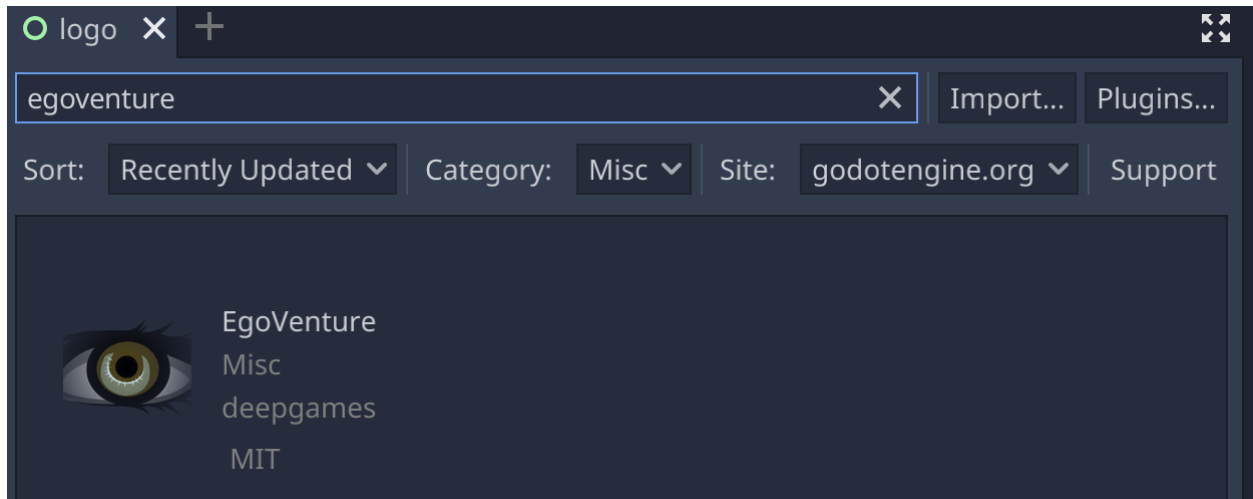 logo
egoventure Import... Plugins...
Sort: Recently Updated Category: Misc Site: godotengine.org Support
EgoVenture
Misc
deepgames
MIT